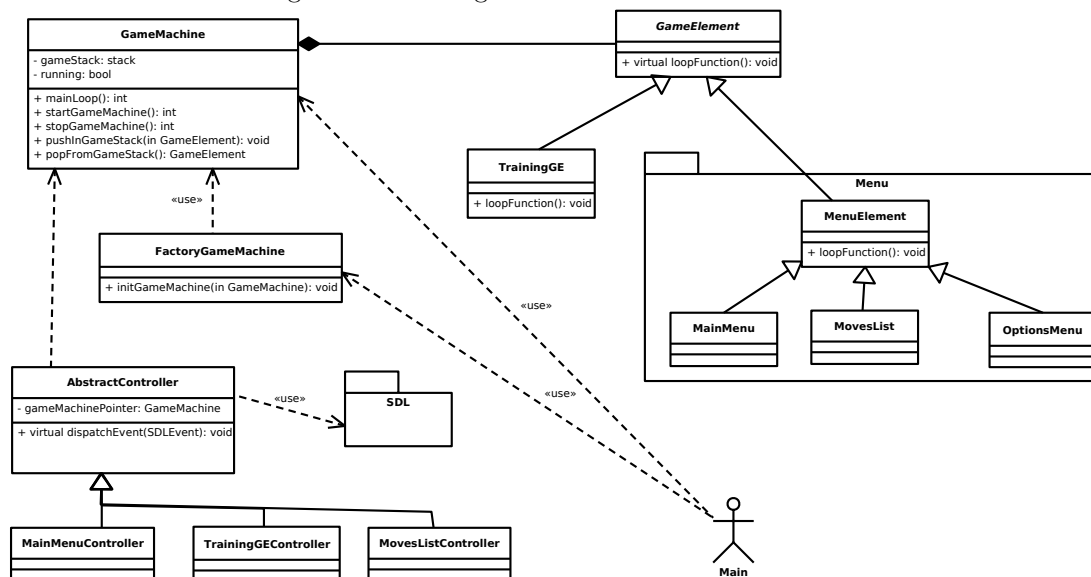 GameMachine
- gameStack: stack
- running: bool
+ mainLoop(): int
+ startGameMachine(): int
+ stopGameMachine(): int
+ pushInGameStack(in GameElement): void
+ popFromGameStack(): GameElement
GameElement
+ virtual loopFunction(): void
TrainingGE
+ loopFunction(): void
Menu
MenuElement
+ loopFunction(): void
MainMenu
MovesList
OptionsMenu
«use»
FactoryGameMachine
+ initGameMachine(in GameMachine): void
«use»
«use»
AbstractController
- gameMachinePointer: GameMachine
+ virtual dispatchEvent(SDLEvent): void
«use»
SDL
MainMenuController
TrainingGEController
MovesListController
Main